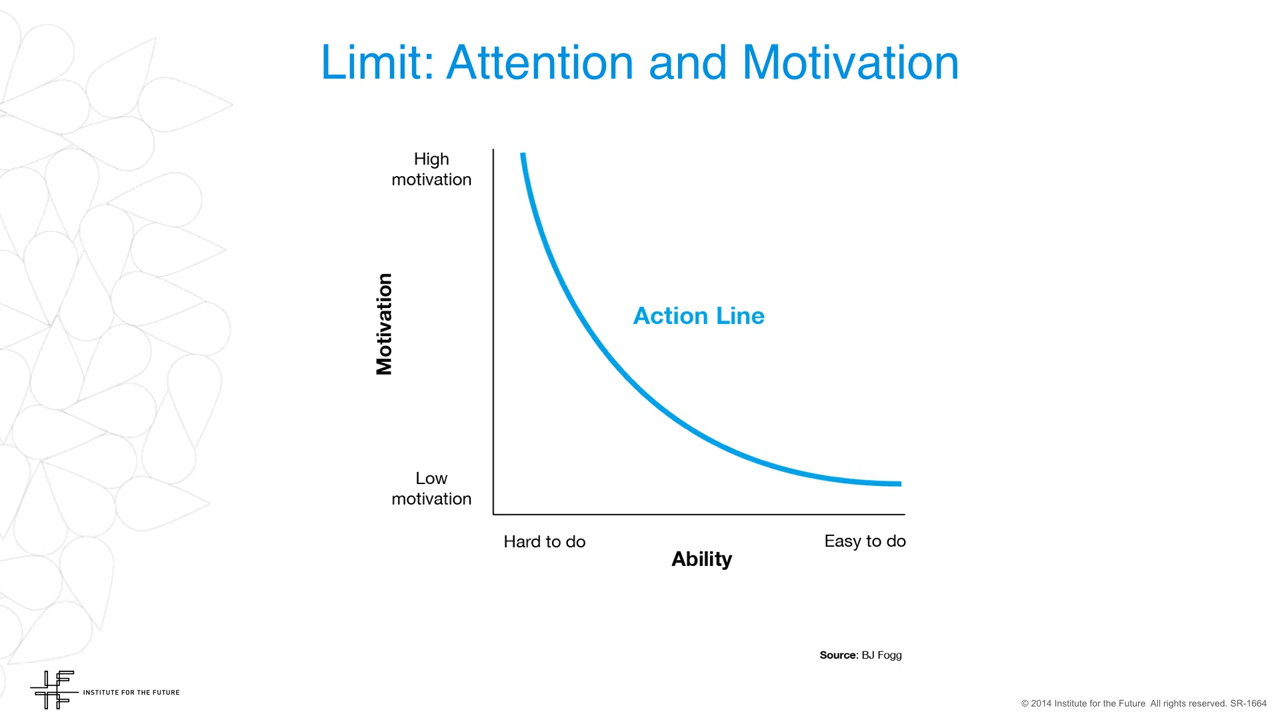 Limit: Attention and Motivation
High
motivation
Motivation
Action Line
Low
motivation
Hard to do
Easy to do
Ability
Source: BJ Fogg
INSTITUTE FOR THE FUTURE
© 2014 Institute for the Future All rights reserved. SR-1664